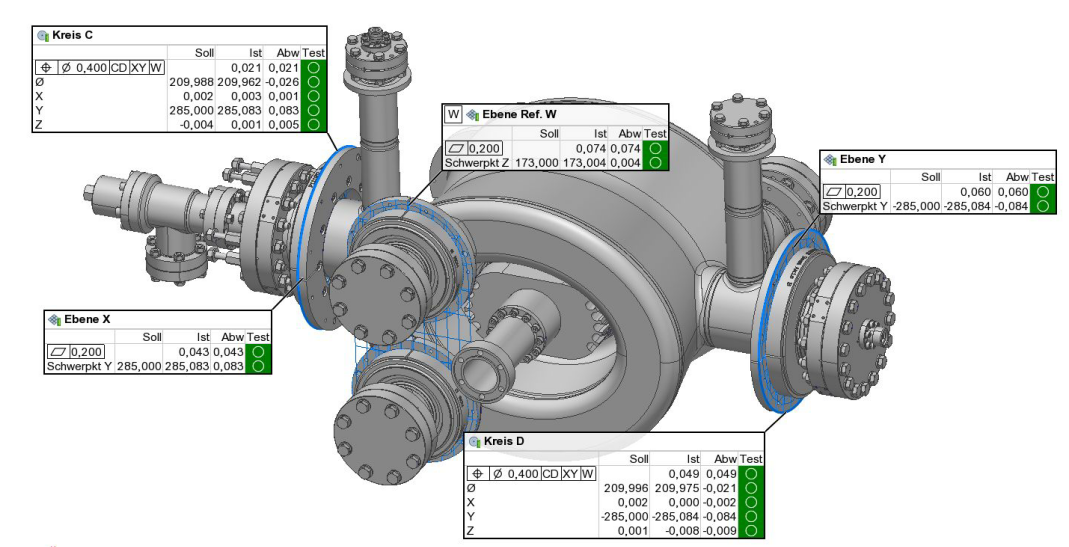 Kreis C
Soll Ist Abw Test
⌖ Ø 0,400 CD XY W 0,021 0,021
Ø 209,988 209,962 -0,026
X 0,002 0,003 0,001
Y 285,000 285,083 0,083
Z -0,004 0,001 0,005
W Ebene Ref. W
Soll Ist Abw Test
⏥ 0,200 0,074 0,074
Schwerpkt Z 173,000 173,004 0,004
Ebene Y
Soll Ist Abw Test
⏥ 0,200 0,060 0,060
Schwerpkt Y -285,000 -285,084 -0,084
Ebene X
Soll Ist Abw Test
⏥ 0,200 0,043 0,043
Schwerpkt Y 285,000 285,083 0,083
Kreis D
Soll Ist Abw Test
⌖ Ø 0,400 CD XY W 0,049 0,049
Ø 209,996 209,975 -0,021
X 0,002 0,000 -0,002
Y -285,000 -285,084 -0,084
Z 0,001 -0,008 -0,009